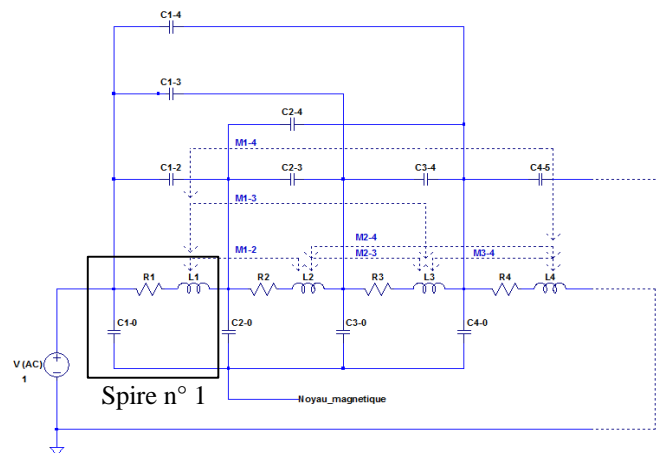 C1-4
C1-3
C2-4
M1-4
C1-2
C2-3
C3-4
C4-5
M1-3
M2-4
M1-2
M2-3
M3-4
R1
L1
R2
L2
R3
L3
R4
L4
C1-0
C2-0
C3-0
C4-0
V (AC)
1
Spire n° 1
Noyau_magnetique